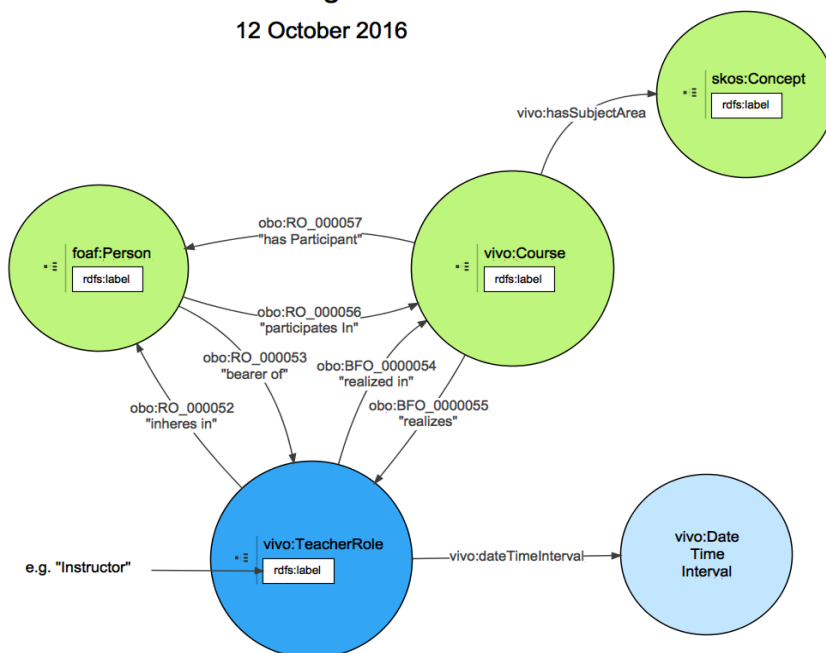 12 October 2016
skos:Concept
rdfs:label
vivo:hasSubjectArea
obo:RO_000057
"has Participant"
foaf:Person
rdfs:label
vivo:Course
rdfs:label
obo:RO_000056
"participates In"
obo:RO_000053
"bearer of"
obo:BFO_0000054
"realized in"
obo:RO_000052
"inheres in"
obo:BFO_0000055
"realizes"
vivo:TeacherRole
rdfs:label
e.g. "Instructor"
vivo:dateTimeInterval
vivo:Date
Time
Interval